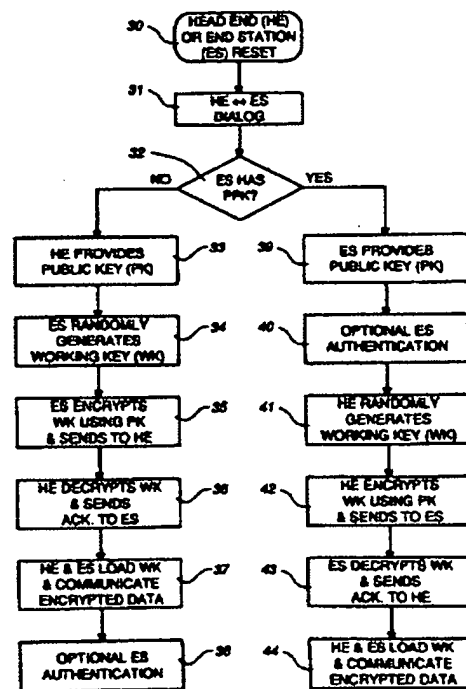 30
HEAD END (HE)
OR END STATION
(ES) RESET
31
HE ↔ ES
DIALOG
32
NO
ES HAS
PPK?
YES
HE PROVIDES
PUBLIC KEY (PK)
33
ES RANDOMLY
GENERATES
WORKING KEY (WK)
34
ES ENCRYPTS
WK USING PK
& SENDS TO HE
35
HE DECRYPTS WK
& SENDS
ACK. TO ES
36
HE & ES LOAD WK
& COMMUNICATE
ENCRYPTED DATA
37
OPTIONAL ES
AUTHENTICATION
38
39
ES PROVIDES
PUBLIC KEY (PK)
40
OPTIONAL ES
AUTHENTICATION
41
HE RANDOMLY
GENERATES
WORKING KEY (WK)
42
HE ENCRYPTS
WK USING PK
& SENDS TO ES
43
ES DECRYPTS WK
& SENDS
ACK. TO HE
44
HE & ES LOAD WK
& COMMUNICATE
ENCRYPTED DATA